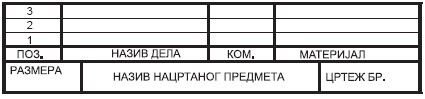 3
2
1
ПОЗ. НАЗИВ ДЕЛА КОМ. МАТЕРИЈАЛ
РАЗМЕРА НАЗИВ НАЦРТАНОГ ПРЕДМЕТА ЦРТЕЖ БР.